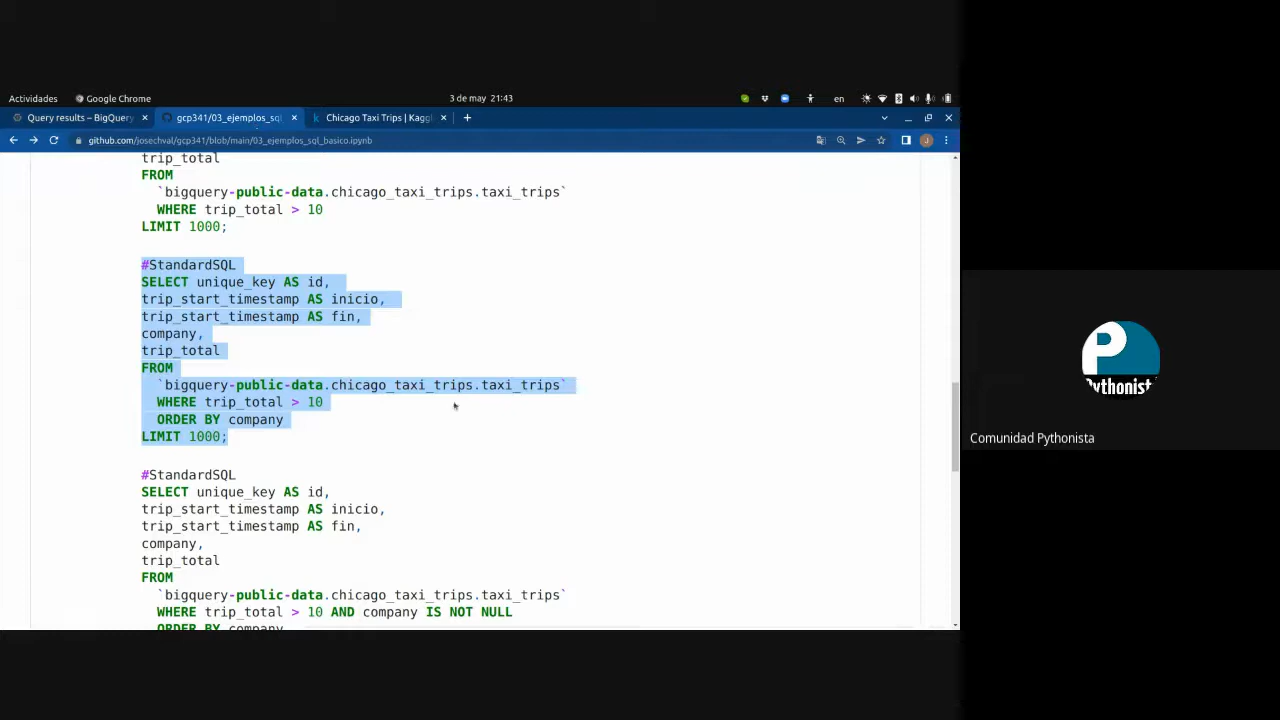 Actividades
Google Chrome
3 de may 21:43
en
Query results – BigQuery
gcp341/03_ejemplos_sql
Chicago Taxi Trips | Kaggl
github.com/josechval/gcp341/blob/main/03_ejemplos_sql_basico.ipynb
trip_total
FROM
`bigquery-public-data.chicago_taxi_trips.taxi_trips`
WHERE trip_total > 10
LIMIT 1000;
#StandardSQL
SELECT unique_key AS id,
trip_start_timestamp AS inicio,
trip_start_timestamp AS fin,
company,
trip_total
FROM
`bigquery-public-data.chicago_taxi_trips.taxi_trips`
WHERE trip_total > 10
ORDER BY company
LIMIT 1000;
#StandardSQL
SELECT unique_key AS id,
trip_start_timestamp AS inicio,
trip_start_timestamp AS fin,
company,
trip_total
FROM
`bigquery-public-data.chicago_taxi_trips.taxi_trips`
WHERE trip_total > 10 AND company IS NOT NULL
ORDER BY company
Pythonist
Comunidad Pythonista